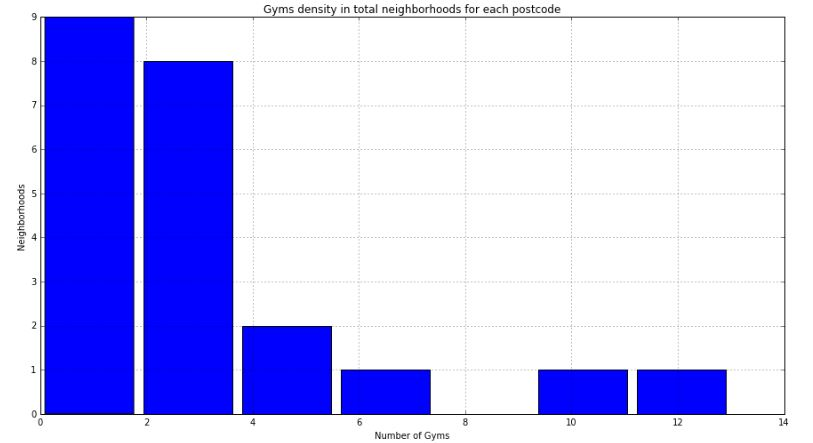 Gyms density in total neighborhoods for each postcode
9
8
7
6
5
4
3
2
1
0
Neighborhoods
0 2 4 6 8 10 12 14
Number of Gyms